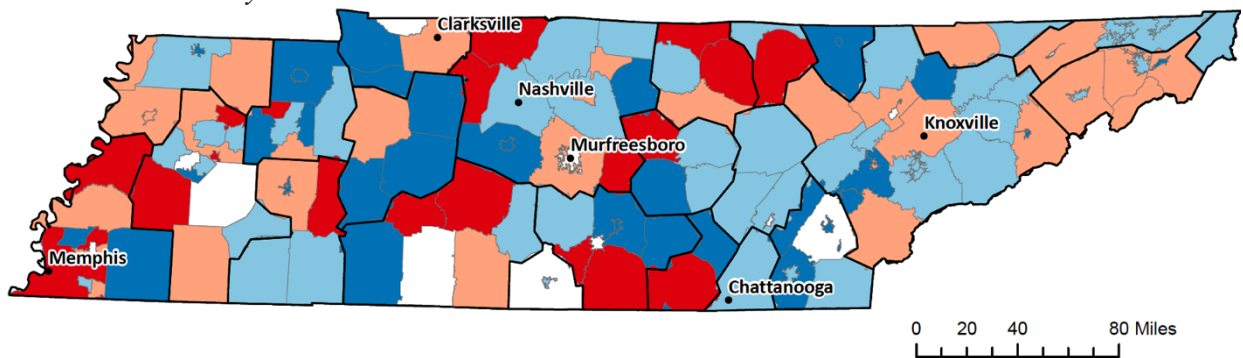 Clarksville
Nashville
Knoxville
Murfreesboro
Memphis
Chattanooga
0 20 40 80 Miles